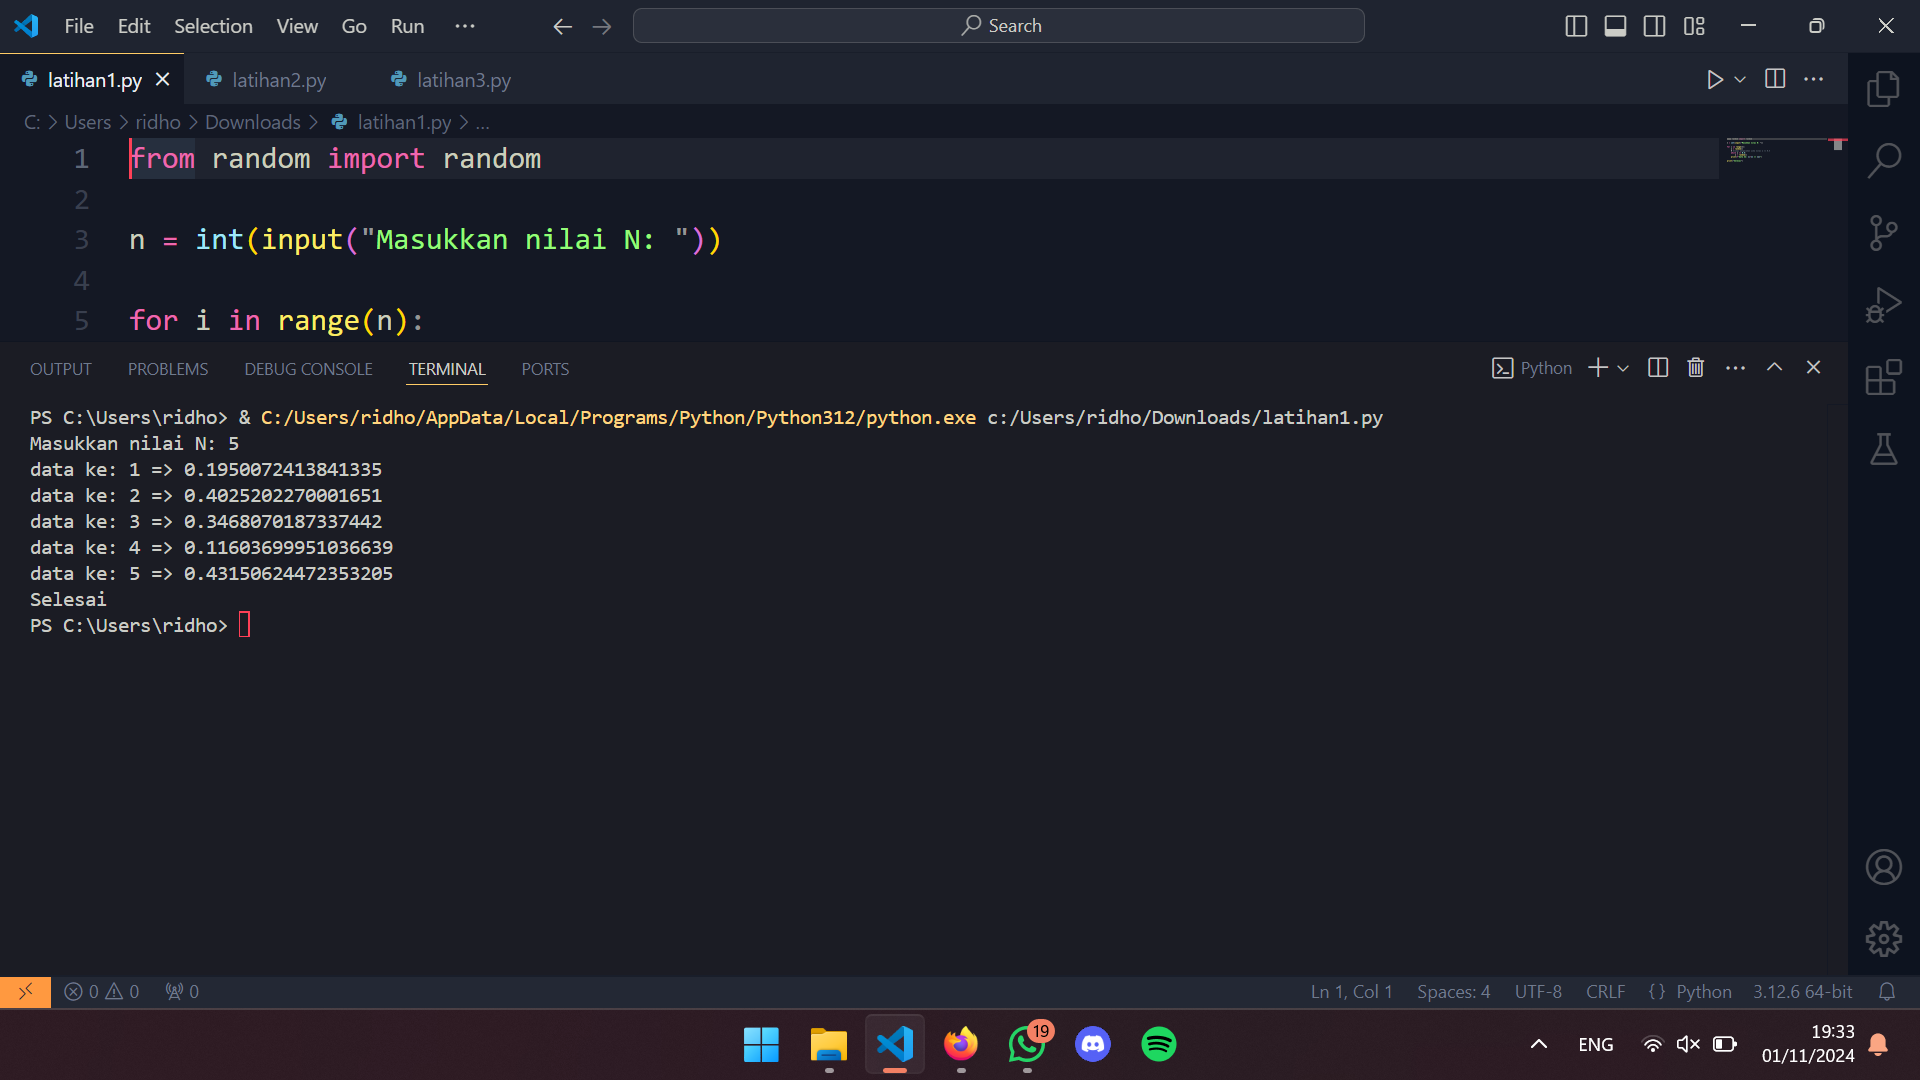 File Edit Selection View Go Run ··· Search
latihan1.py latihan2.py latihan3.py
C: > Users > ridho > Downloads > latihan1.py > ...
1 from random import random
2
3 n = int(input("Masukkan nilai N: "))
4
5 for i in range(n):
OUTPUT PROBLEMS DEBUG CONSOLE TERMINAL PORTS Python
PS C:\Users\ridho> & C:/Users/ridho/AppData/Local/Programs/Python/Python312/python.exe c:/Users/ridho/Downloads/latihan1.py
Masukkan nilai N: 5
data ke: 1 => 0.1950072413841335
data ke: 2 => 0.4025202270001651
data ke: 3 => 0.3468070187337442
data ke: 4 => 0.11603699951036639
data ke: 5 => 0.43150624472353205
Selesai
PS C:\Users\ridho>
0 0 0 Ln 1, Col 1 Spaces: 4 UTF-8 CRLF {} Python 3.12.6 64-bit
19 ENG 19:33
01/11/2024